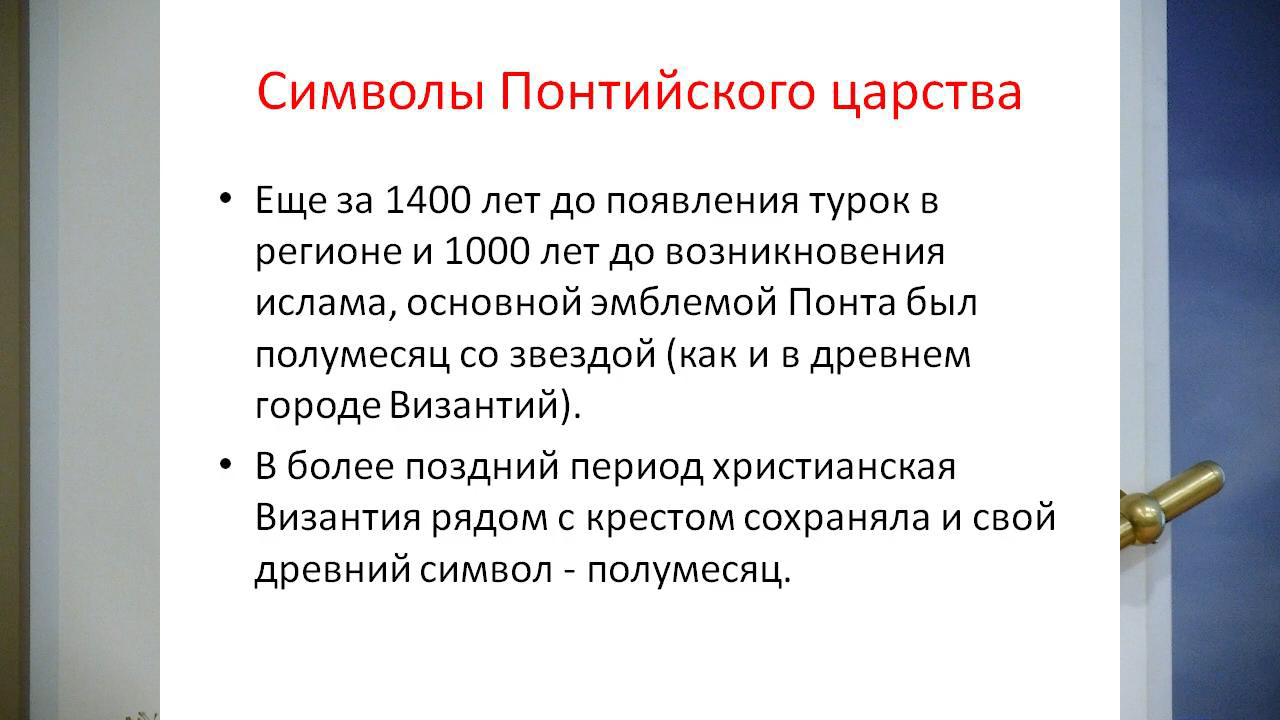 Символы Понтийского царства
• Еще за 1400 лет до появления турок в
регионе и 1000 лет до возникновения
ислама, основной эмблемой Понта был
полумесяц со звездой (как и в древнем
городе Византий).
• В более поздний период христианская
Византия рядом с крестом сохраняла и свой
древний символ - полумесяц.